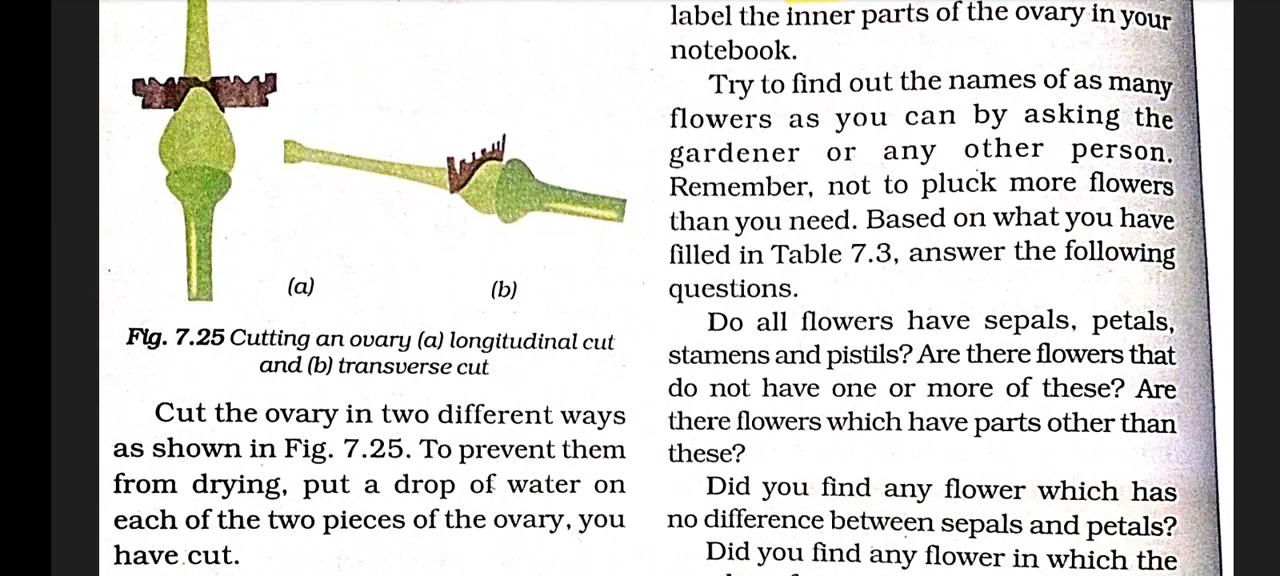 (a)
(b)
Fig. 7.25 Cutting an ovary (a) longitudinal cut
and (b) transverse cut
Cut the ovary in two different ways
as shown in Fig. 7.25. To prevent them
from drying, put a drop of water on
each of the two pieces of the ovary, you
have cut.
label the inner parts of the ovary in your
notebook.
Try to find out the names of as many
flowers as you can by asking the
gardener or any other person.
Remember, not to pluck more flowers
than you need. Based on what you have
filled in Table 7.3, answer the following
questions.
Do all flowers have sepals, petals,
stamens and pistils? Are there flowers that
do not have one or more of these? Are
there flowers which have parts other than
these?
Did you find any flower which has
no difference between sepals and petals?
Did you find any flower in which the